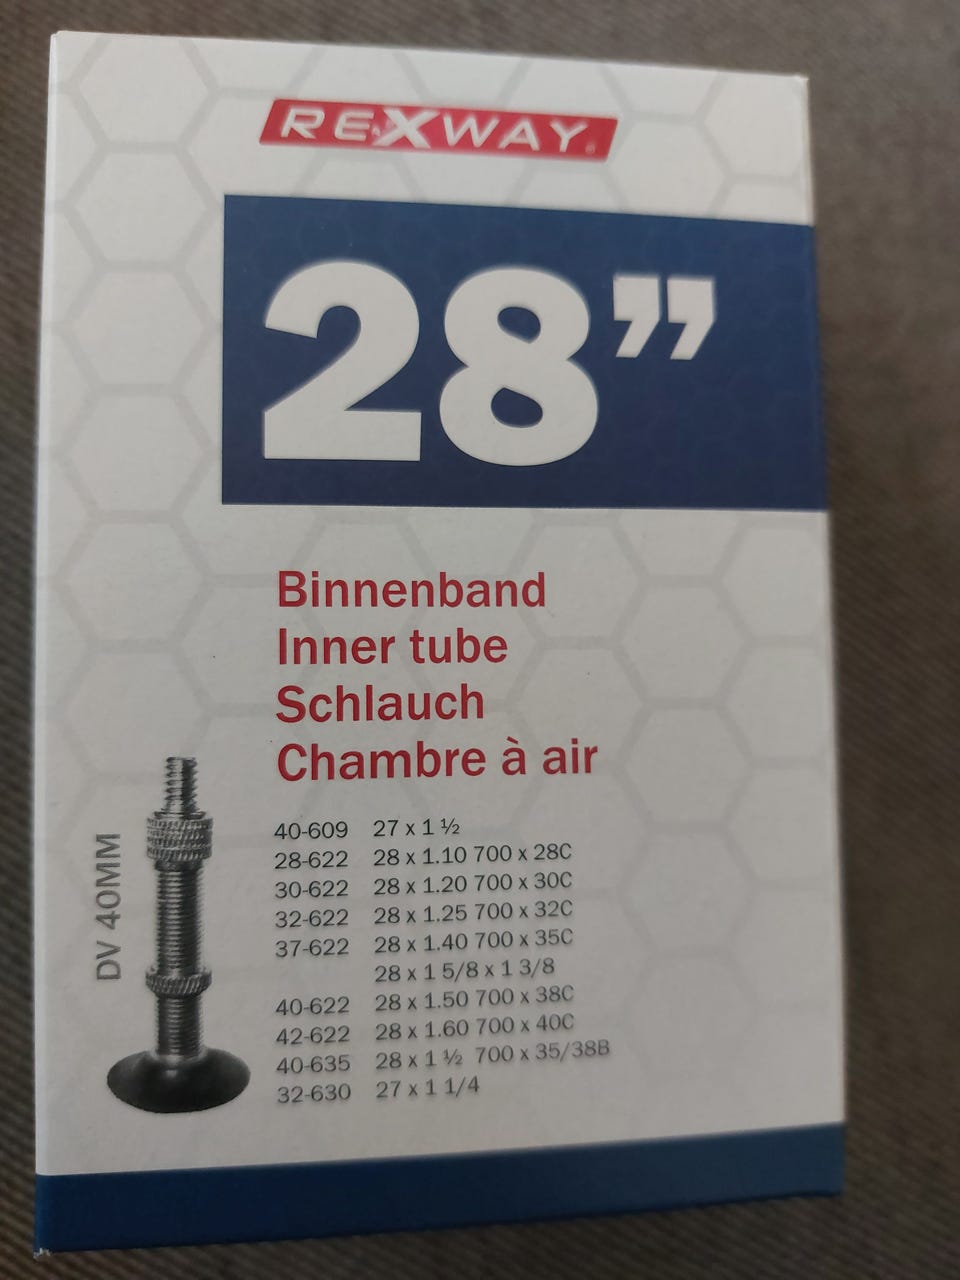 REXWAY
28”
Binnenband
Inner tube
Schlauch
Chambre à air
DV 40MM
40-609 27 x 1 ½
28-622 28 x 1.10 700 x 28C
30-622 28 x 1.20 700 x 30C
32-622 28 x 1.25 700 x 32C
37-622 28 x 1.40 700 x 35C
28 x 1 5/8 x 1 3/8
40-622 28 x 1.50 700 x 38C
42-622 28 x 1.60 700 x 40C
40-635 28 x 1 ½ 700 x 35/38B
32-630 27 x 1 1/4